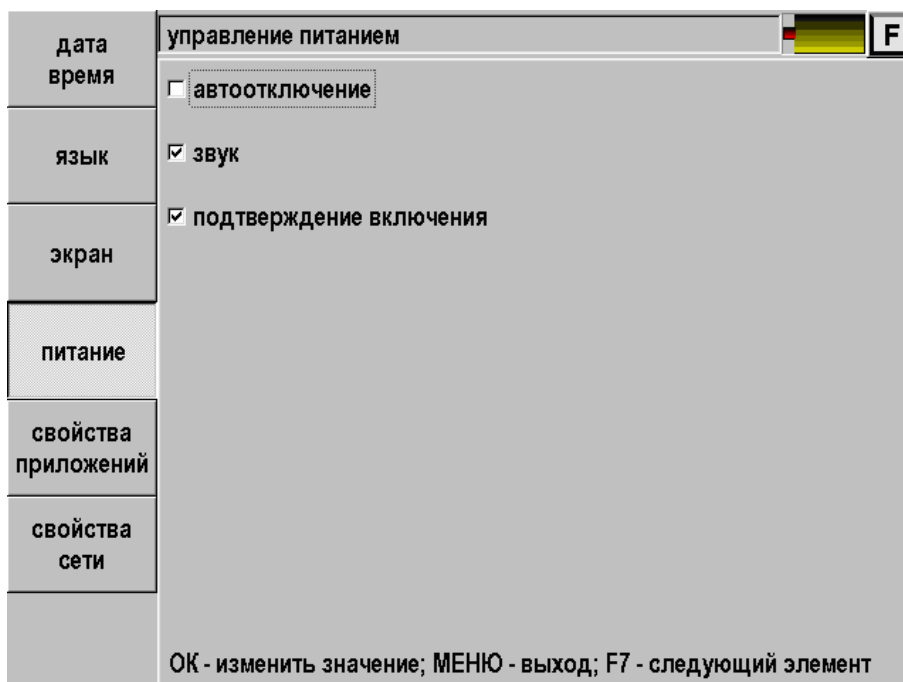 управление питанием
F
дата
время
язык
экран
питание
свойства
приложений
свойства
сети
автоотключение
звук
подтверждение включения
ОК - изменить значение; МЕНЮ - выход; F7 - следующий элемент